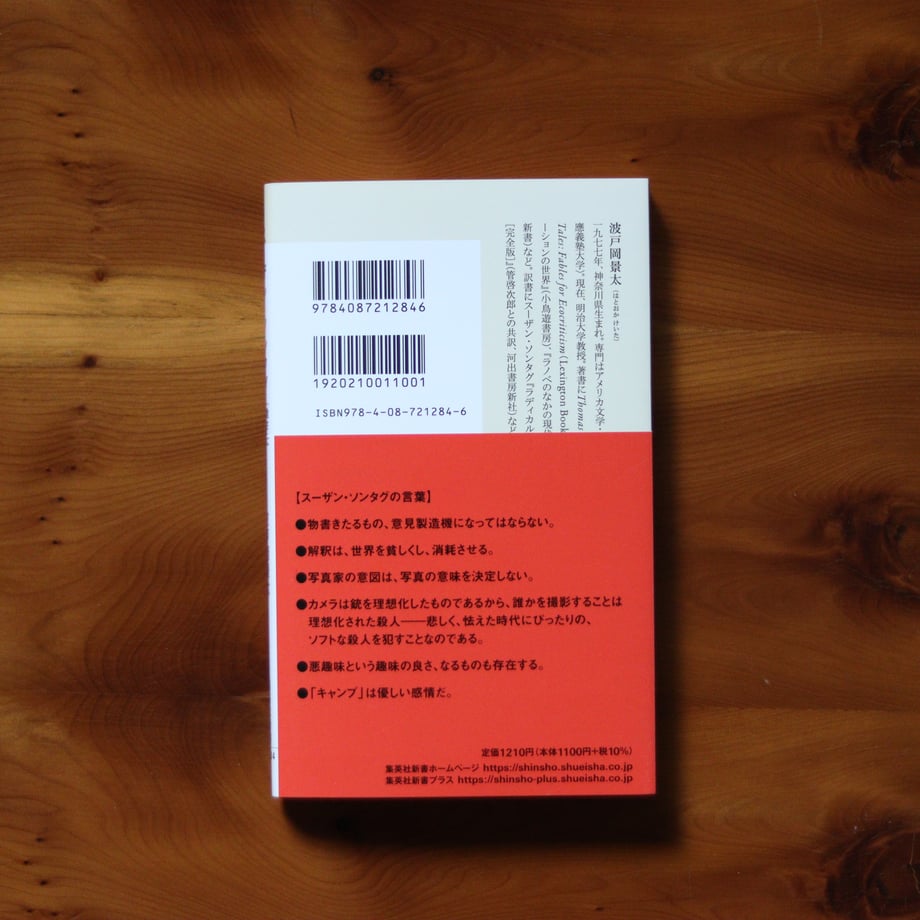 波戸岡景太 [はとおか けいた]
一九七七年、神奈川県生まれ。専門はアメリカ文学・
應義塾大学)。現在、明治大学教授。著書にThomas
Tales: Fables for Ecocriticism (Lexington Book
ーションの世界』(小鳥遊書房)、『ラノベのなかの現代
新書)など。訳書にスーザン・ソンタグ『ラディカル
[完全版]』(管啓次郎との共訳、河出書房新社)など
9784087212846
1920210011001
ISBN978-4-08-721284-6
【スーザン・ソンタグの言葉】
●物書きたるもの、意見製造機になってはならない。
●解釈は、世界を貧しくし、消耗させる。
●写真家の意図は、写真の意味を決定しない。
●カメラは銃を理想化したものであるから、誰かを撮影することは
理想化された殺人——悲しく、怯えた時代にぴったりの、
ソフトな殺人を犯すことなのである。
●悪趣味という趣味の良さ、なるものも存在する。
●「キャンプ」は優しい感情だ。
定価1210円(本体1100円+税10%)
集英社新書ホームページ https://shinsho.shueisha.co.jp
集英社新書プラス https://shinsho-plus.shueisha.co.jp